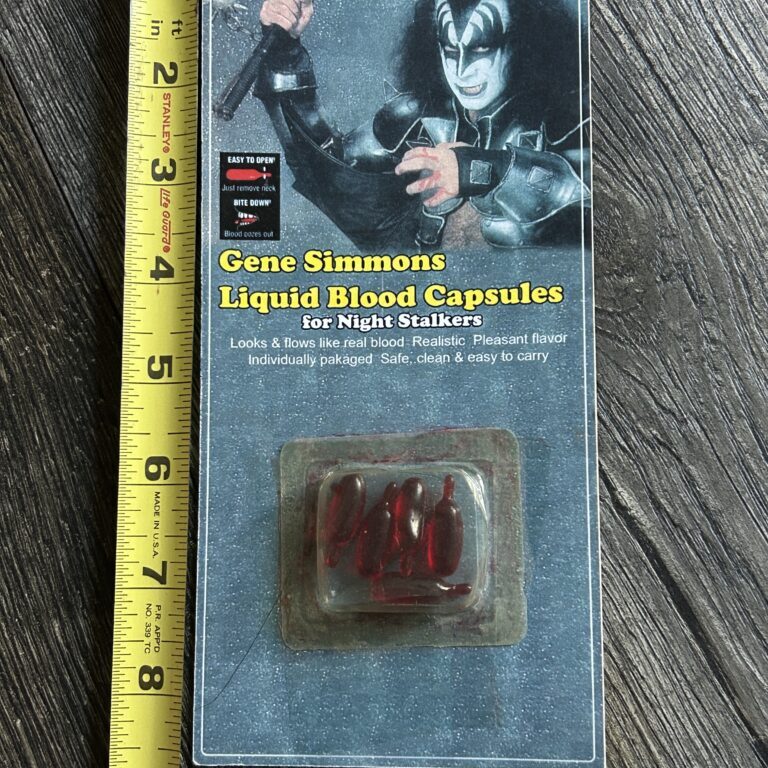 ft
in
2
STANLEY®
3
life Guard®
4
5
6
MADE IN U.S.A.
7
P.R. APP'D
NO. 339 TC
8
EASY TO OPEN!
Just remove neck
BITE DOWN!
Blood oozes out
Gene Simmons
Liquid Blood Capsules
for Night Stalkers
Looks & flows like real blood Realistic Pleasant flavor
Individually pakaged Safe, clean & easy to carry